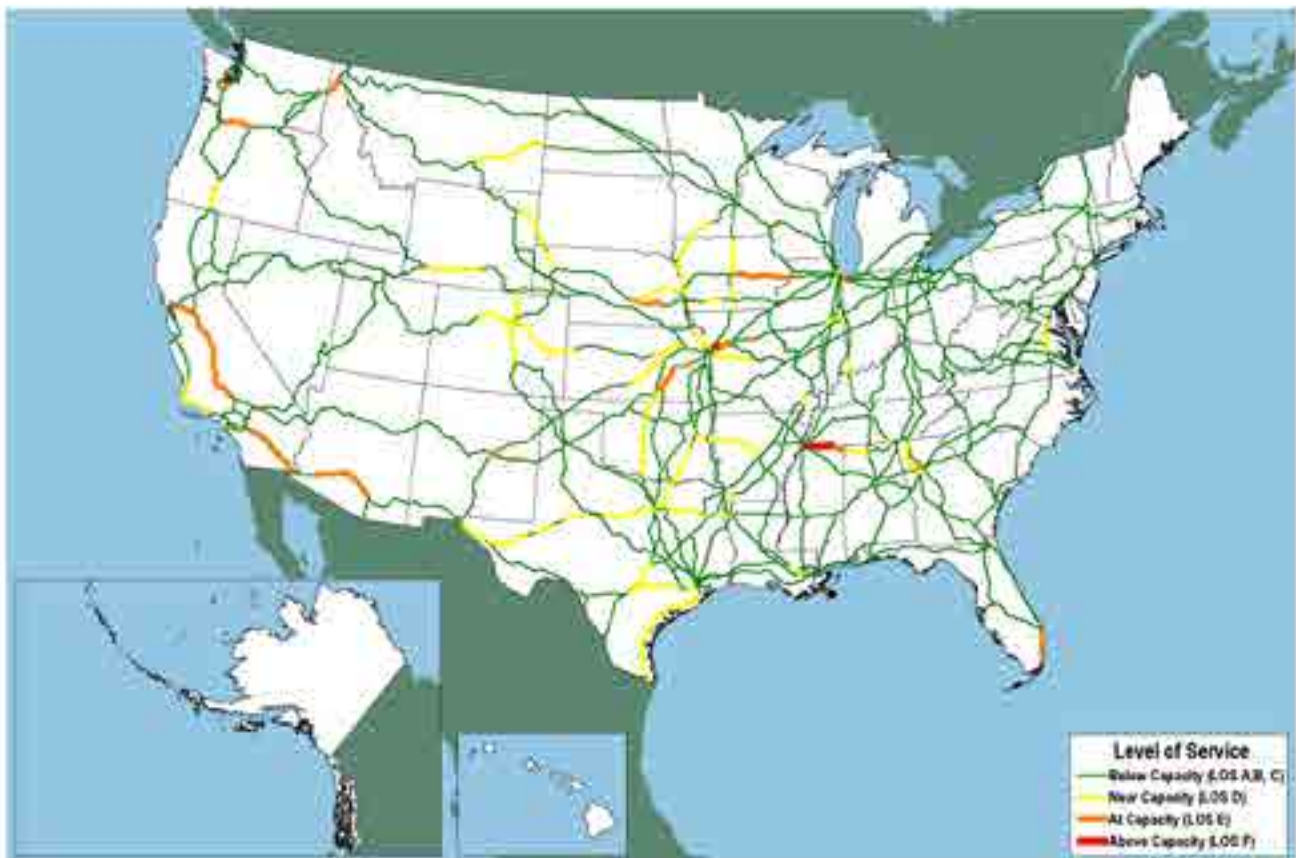 Level of Service
Below Capacity (LOS A,B, C)
Near Capacity (LOS D)
At Capacity (LOS E)
Above Capacity (LOS F)